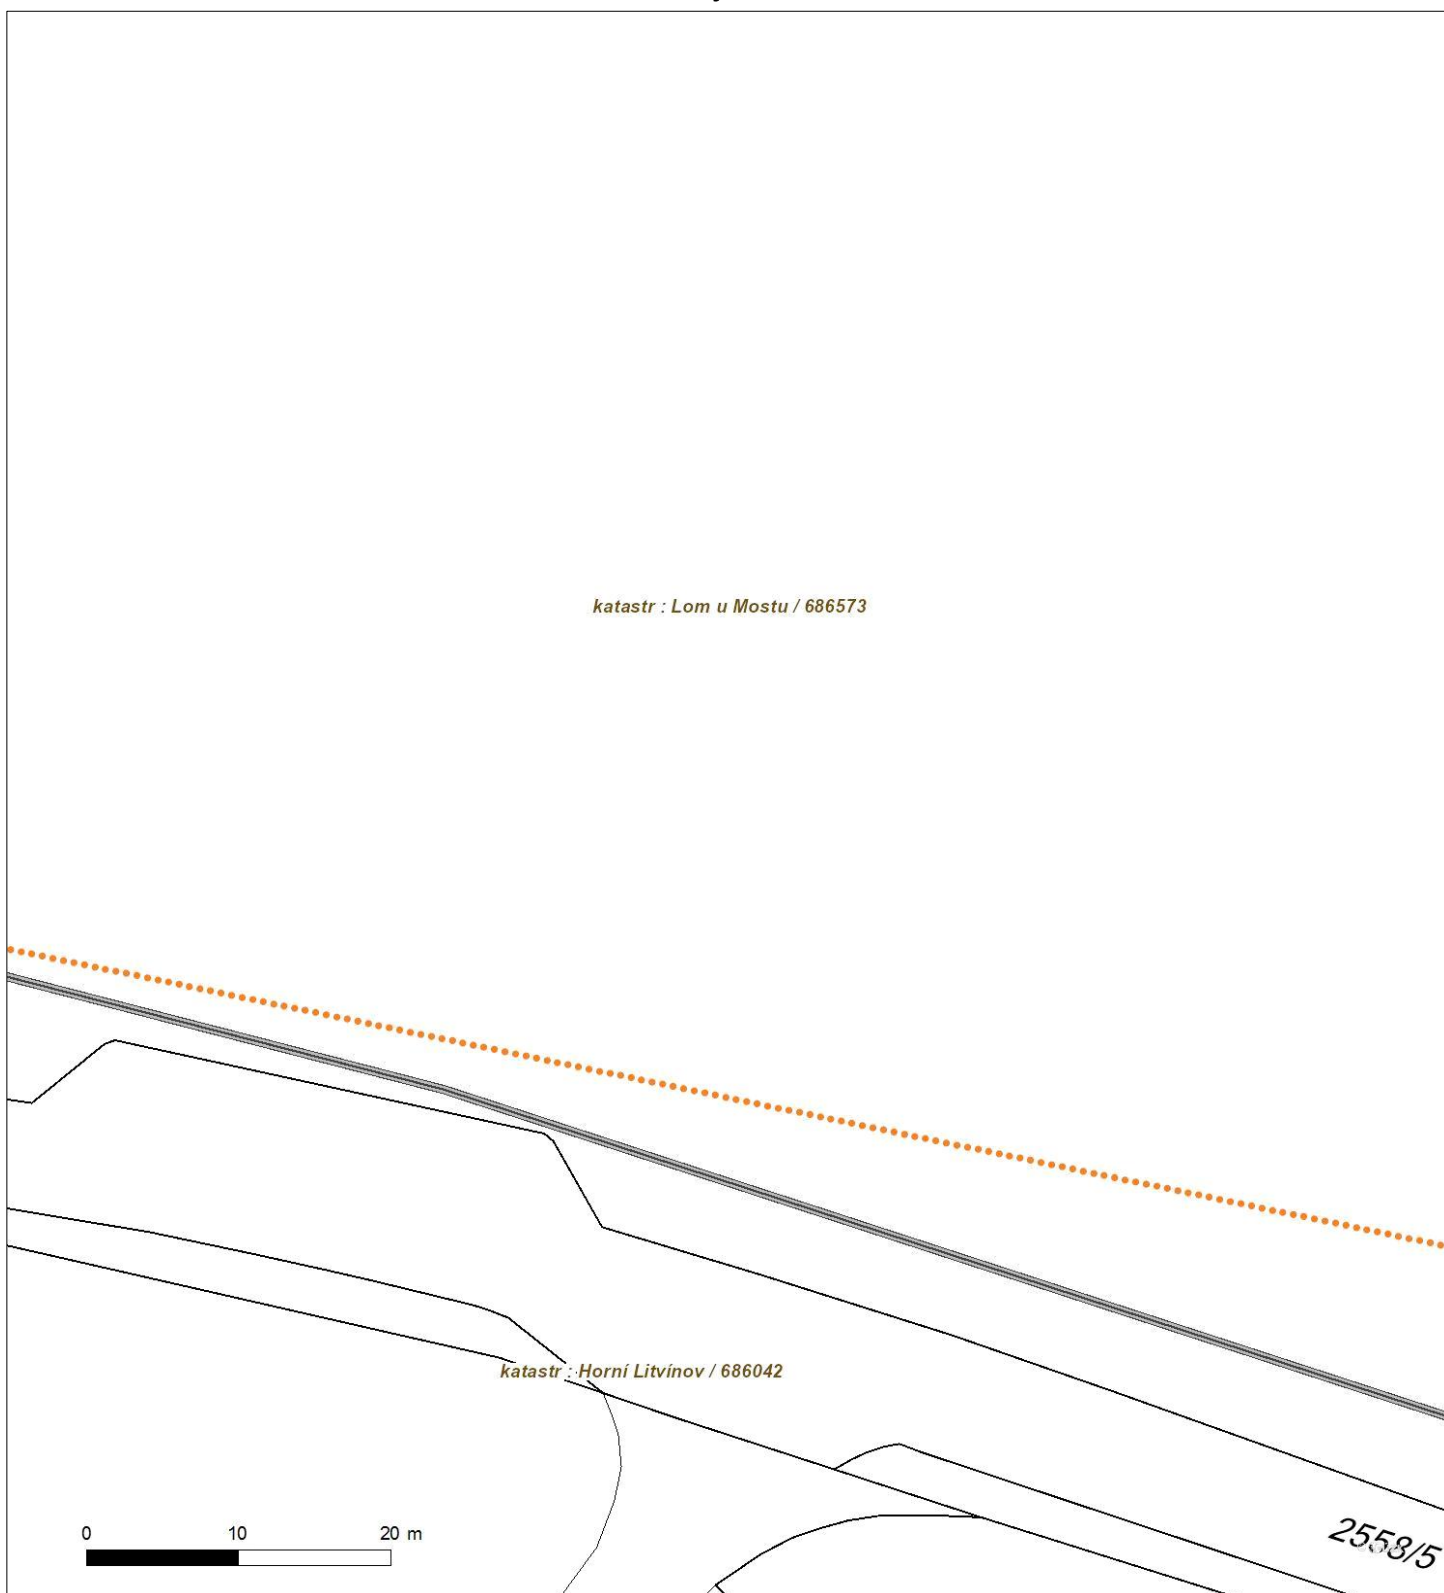 katastr : Lom u Mostu / 686573
katastr : Horní Litvínov / 686042
0 10 20 m
2558/5